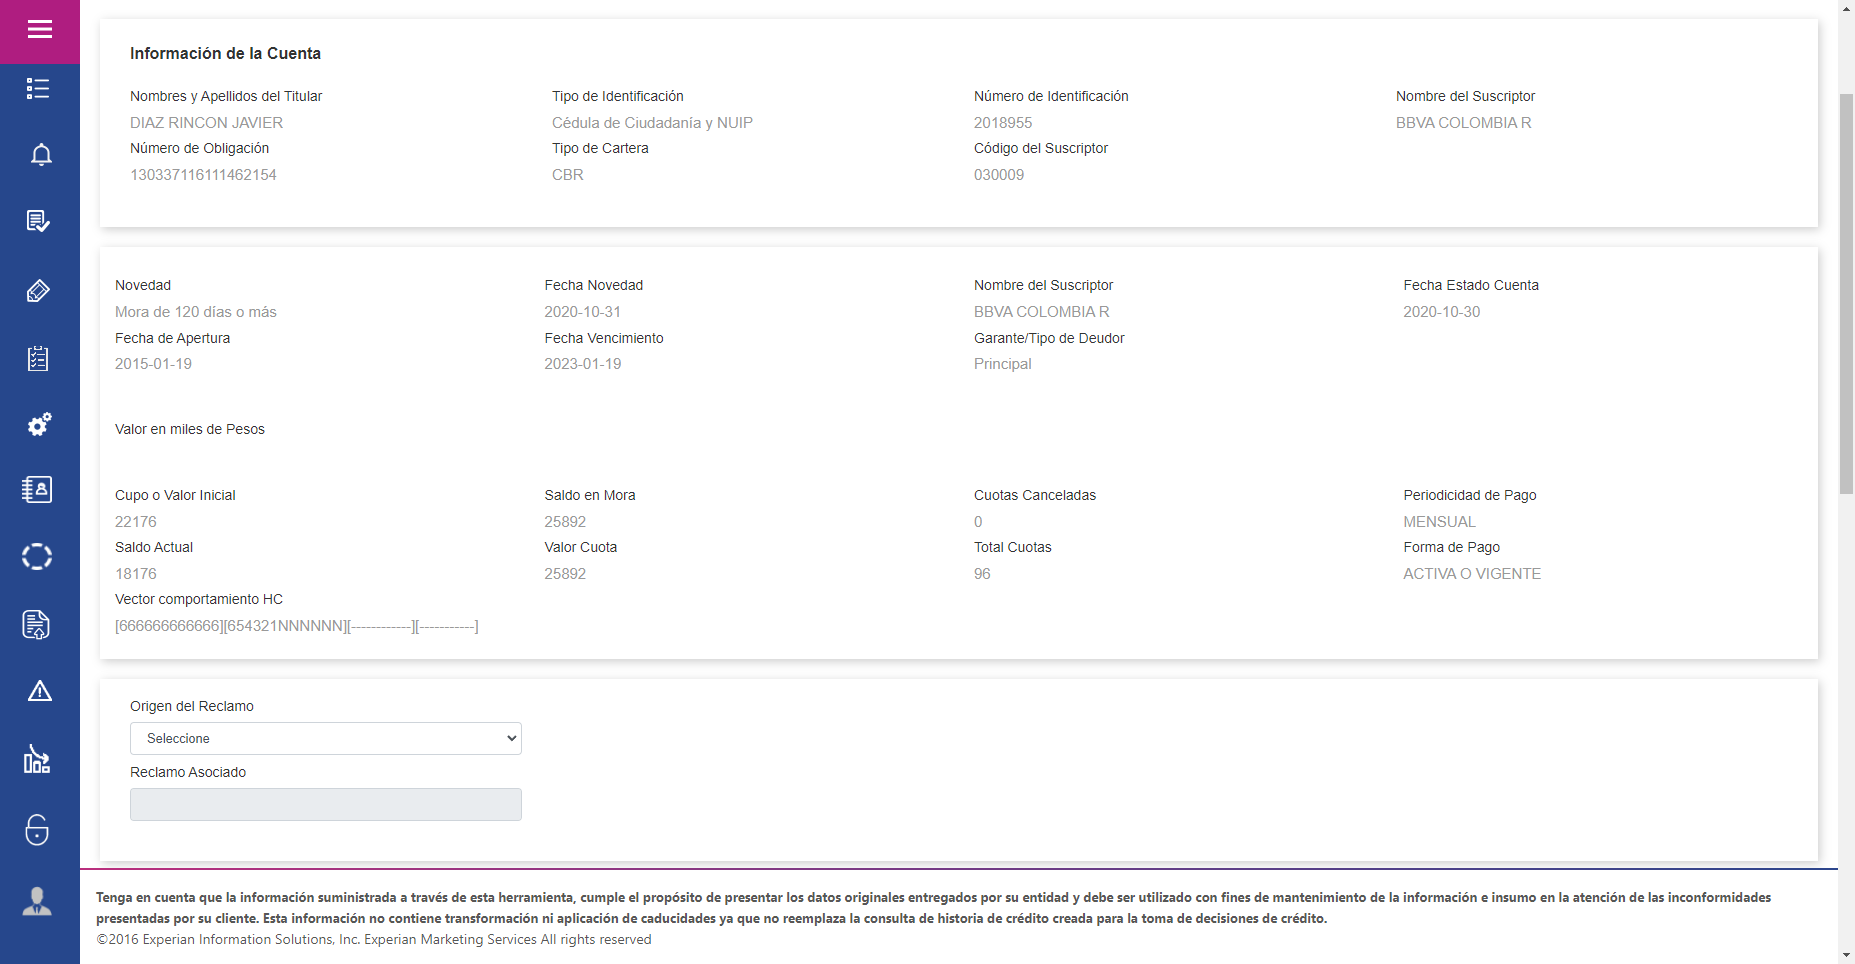 Información de la Cuenta
Nombres y Apellidos del Titular Tipo de Identificación Número de Identificación Nombre del Suscriptor
DIAZ RINCON JAVIER Cédula de Ciudadanía y NUIP 2018955 BBVA COLOMBIA R
Número de Obligación Tipo de Cartera Código del Suscriptor
130337116111462154 CBR 030009
Novedad Fecha Novedad Nombre del Suscriptor Fecha Estado Cuenta
Mora de 120 días o más 2020-10-31 BBVA COLOMBIA R 2020-10-30
Fecha de Apertura Fecha Vencimiento Garante/Tipo de Deudor
2015-01-19 2023-01-19 Principal
Valor en miles de Pesos
Cupo o Valor Inicial Saldo en Mora Cuotas Canceladas Periodicidad de Pago
22176 25892 0 MENSUAL
Saldo Actual Valor Cuota Total Cuotas Forma de Pago
18176 25892 96 ACTIVA O VIGENTE
Vector comportamiento HC
[666666666666][654321NNNNNN][------------][-----------]
Origen del Reclamo
Seleccione
Reclamo Asociado
Tenga en cuenta que la información suministrada a través de esta herramienta, cumple el propósito de presentar los datos originales entregados por su entidad y debe ser utilizado con fines de mantenimiento de la información e insumo en la atención de las inconformidades
presentadas por su cliente. Esta información no contiene transformación ni aplicación de caducidades ya que no reemplaza la consulta de historia de crédito creada para la toma de decisiones de crédito.
©2016 Experian Information Solutions, Inc. Experian Marketing Services All rights reserved